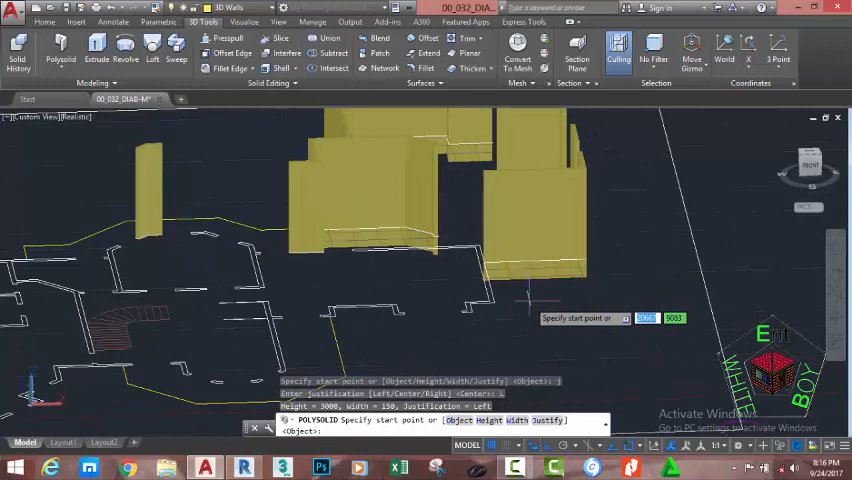 3D Walls
Sign In
Home Insert Annotate Parametric 3D Tools Visualize View Manage Output Add-ins A360 Featured Apps Express Tools
Solid History
Polysolid
Extrude
Revolve
Loft
Sweep
Presspull
Offset Edge
Fillet Edge
Slice
Interfere
Shell
Union
Subtract
Intersect
Blend
Patch
Network
Offset
Extend
Fillet
Trim
Planar
Thicken
Convert To Mesh
Section Plane
Culling
No Filter
Move Gizmo
World
X
3 Point
Modeling
Solid Editing
Surfaces
Mesh
Section
Selection
Coordinates
Start
00_032_DIAB-M*
[−][Custom View][Realistic]
FRONT
W
S
WCS
Specify start point or
20667
9083
Ent
WHITE
BOY
Specify start point or [Object/Height/Width/Justify] <Object>: j
Enter justification [Left/Center/Right] <Center>: L
Height = 3000, Width = 150, Justification = Left
POLYSOLID Specify start point or [Object Height Width Justify]
<Object>:
Activate Windows
Go to PC settings to activate Windows.
Model
Layout1
Layout2
MODEL
1:1
8:16 PM
9/24/2017